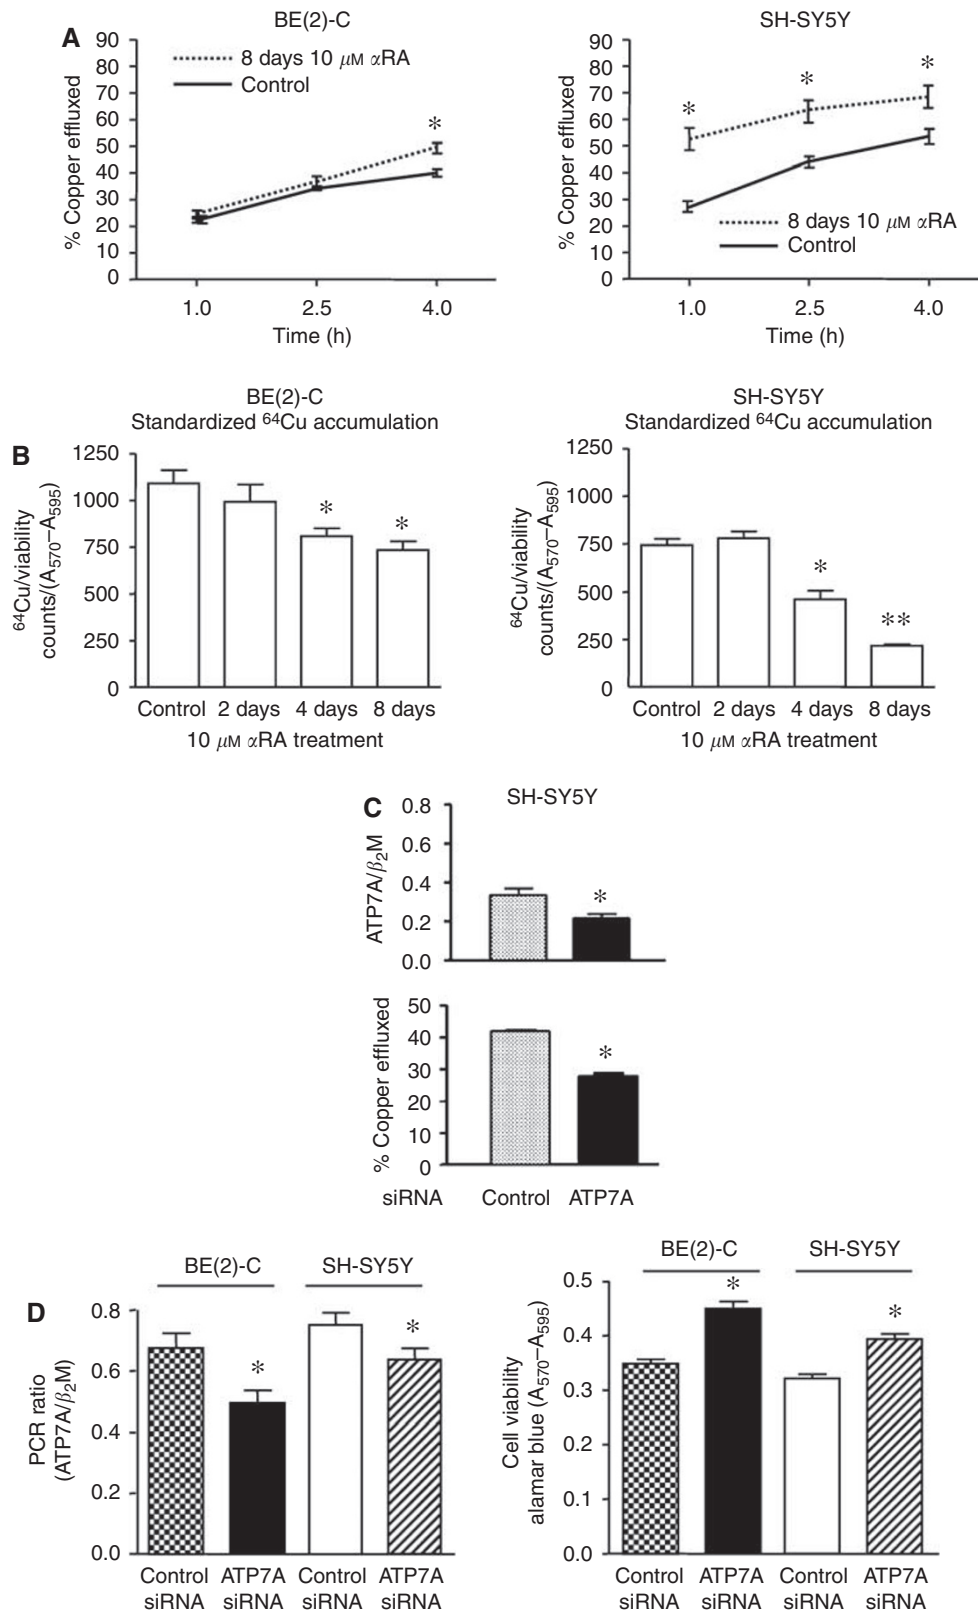 A
BE(2)-C
90
80
70
60
50
40
30
20
10
0
% Copper effluxed
8 days 10 μM αRA
Control
*
1.0 2.5 4.0
Time (h)
SH-SY5Y
90
80
70
60
50
40
30
20
10
0
% Copper effluxed
* * *
8 days 10 μM αRA
Control
1.0 2.5 4.0
Time (h)
B
BE(2)-C
Standardized ⁶⁴Cu accumulation
1250
1000
750
500
250
0
⁶⁴Cu/viability
counts/(A₅₇₀–A₅₉₅)
* *
Control 2 days 4 days 8 days
10 μM αRA treatment
SH-SY5Y
Standardized ⁶⁴Cu accumulation
1250
1000
750
500
250
0
⁶⁴Cu/viability
counts/(A₅₇₀–A₅₉₅)
* **
Control 2 days 4 days 8 days
10 μM αRA treatment
C
SH-SY5Y
0.8
0.6
0.4
0.2
0.0
ATP7A/β₂M
*
50
40
30
20
10
0
% Copper effluxed
*
siRNA Control ATP7A
D
BE(2)-C SH-SY5Y
0.8
0.6
0.4
0.2
0.0
PCR ratio
(ATP7A/β₂M)
* *
Control ATP7A Control ATP7A
siRNA siRNA siRNA siRNA
BE(2)-C SH-SY5Y
0.5
0.4
0.3
0.2
0.1
0.0
Cell viability
alamar blue (A₅₇₀–A₅₉₅)
* *
Control ATP7A Control ATP7A
siRNA siRNA siRNA siRNA